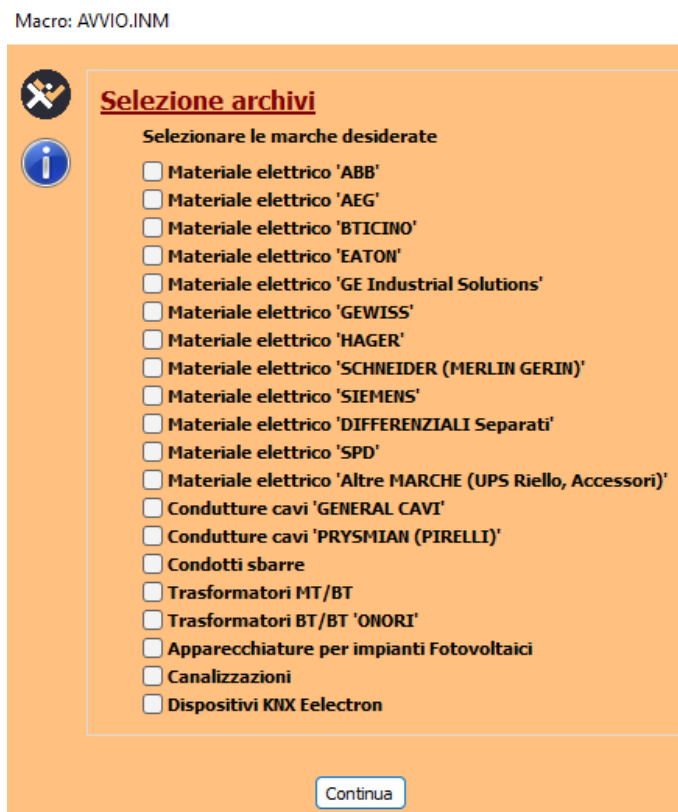 Macro: AVVIO.INM
Selezione archivi
Selezionare le marche desiderate
Materiale elettrico 'ABB'
Materiale elettrico 'AEG'
Materiale elettrico 'BTICINO'
Materiale elettrico 'EATON'
Materiale elettrico 'GE Industrial Solutions'
Materiale elettrico 'GEWISS'
Materiale elettrico 'HAGER'
Materiale elettrico 'SCHNEIDER (MERLIN GERIN)'
Materiale elettrico 'SIEMENS'
Materiale elettrico 'DIFFERENZIALI Separati'
Materiale elettrico 'SPD'
Materiale elettrico 'Altre MARCHE (UPS Riello, Accessori)'
Condutture cavi 'GENERAL CAVI'
Condutture cavi 'PRYSMIAN (PIRELLI)'
Condotti sbarre
Trasformatori MT/BT
Trasformatori BT/BT 'ONORI'
Apparecchiature per impianti Fotovoltaici
Canalizzazioni
Dispositivi KNX Eelectron
Continua